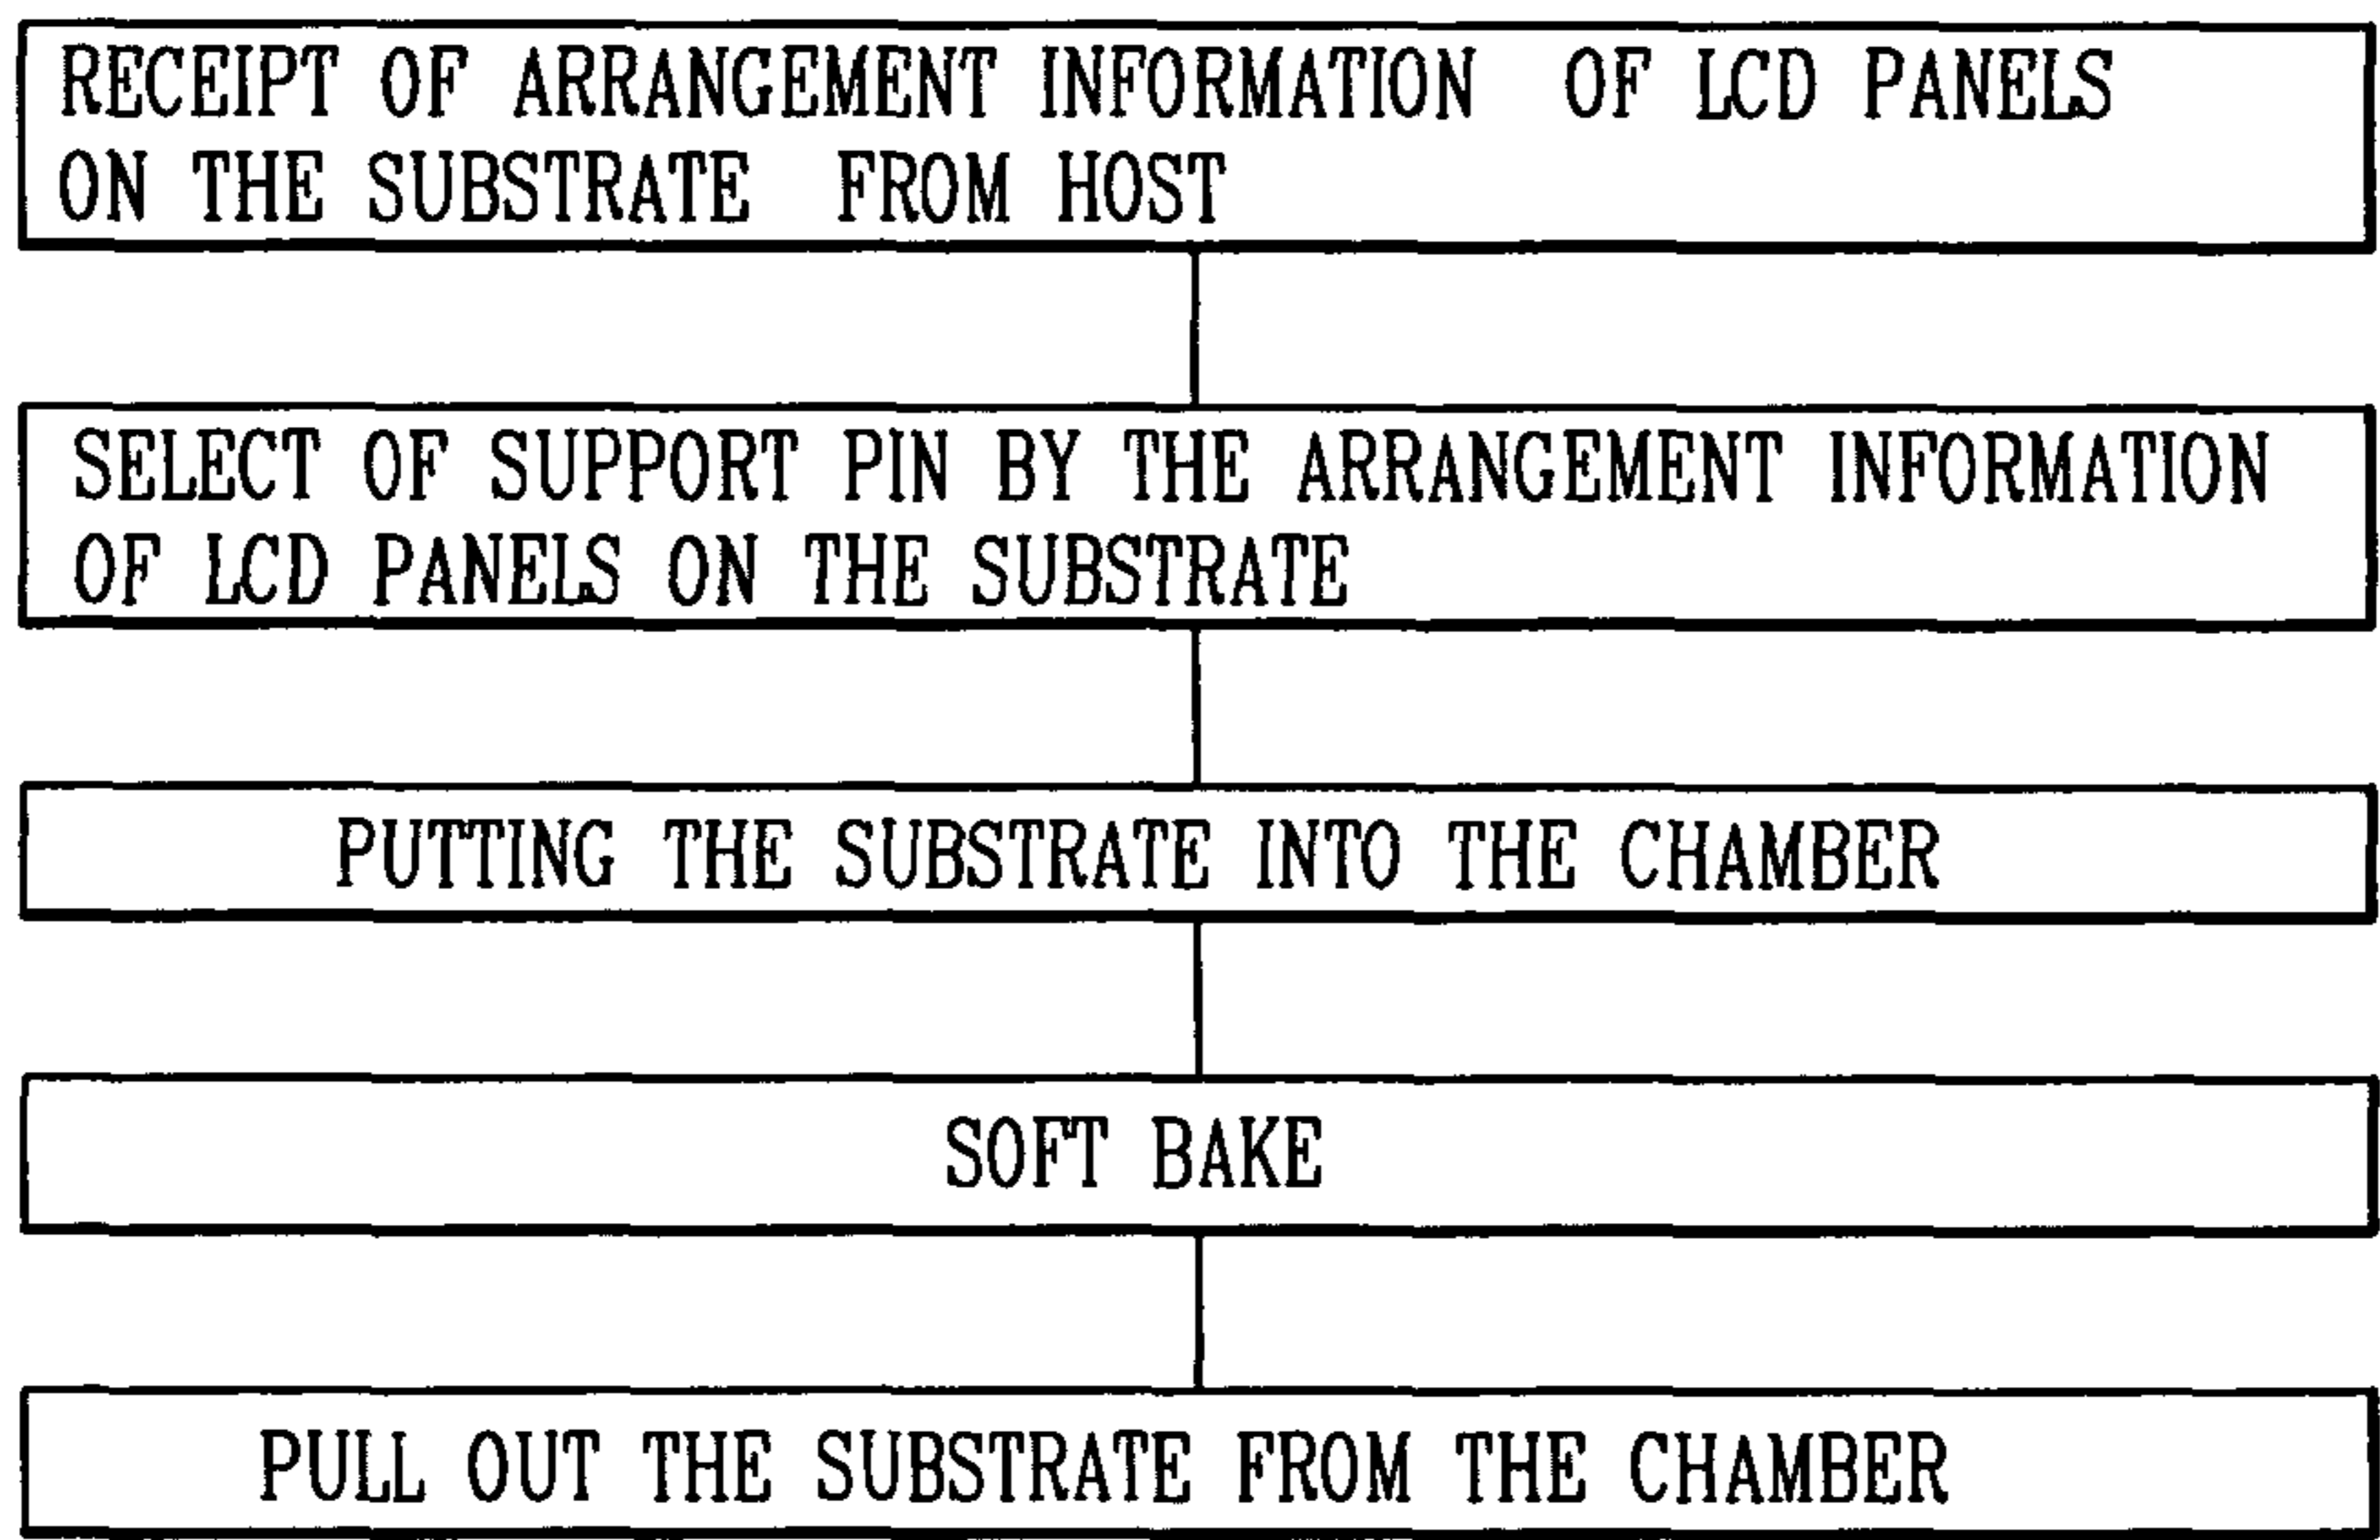 RECEIPT OF ARRANGEMENT INFORMATION OF LCD PANELS
ON THE SUBSTRATE FROM HOST
SELECT OF SUPPORT PIN BY THE ARRANGEMENT INFORMATION
OF LCD PANELS ON THE SUBSTRATE
PUTTING THE SUBSTRATE INTO THE CHAMBER
SOFT BAKE
PULL OUT THE SUBSTRATE FROM THE CHAMBER